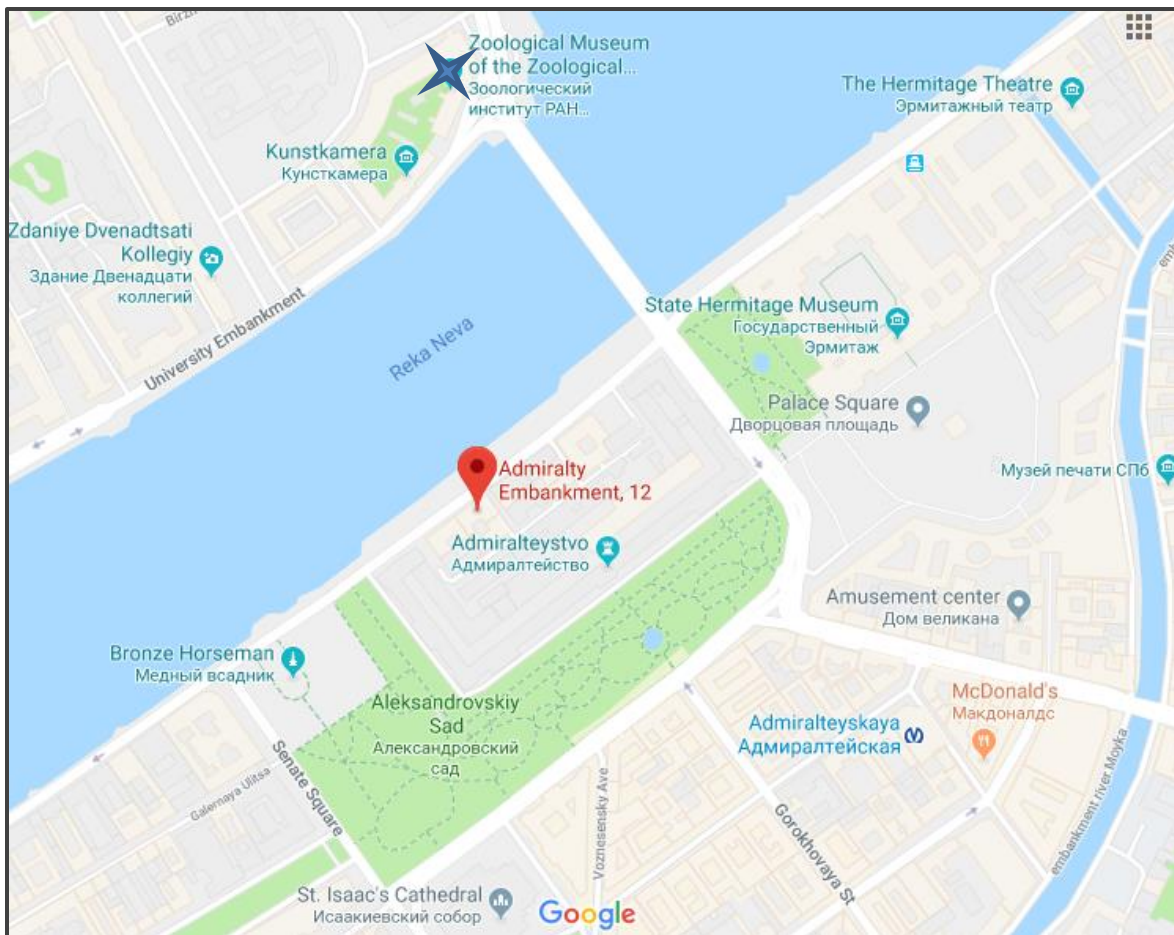 Birzh
Zoological Museum
of the Zoological...
Зоологический
институт РАН...
The Hermitage Theatre
Эрмитажный театр
Kunstkamera
Кунсткамера
Zdaniye Dvenadtsati
Kollegiy
Здание Двенадцати
коллегий
University Embankment
Reka Neva
State Hermitage Museum
Государственный
Эрмитаж
Palace Square
Дворцовая площадь
Музей печати СПб
Admiralty
Embankment, 12
Admiralteystvo
Адмиралтейство
Amusement center
Дом великана
Bronze Horseman
Медный всадник
Aleksandrovskiy
Sad
Александровский
сад
McDonald's
Макдоналдс
Admiralteyskaya
Адмиралтейская
Galernaya Ulitsa
Senate Square
Voznesensky Ave
Gorokhovaya St
embankment river Moyka
St. Isaac's Cathedral
Исаакиевский собор
Google